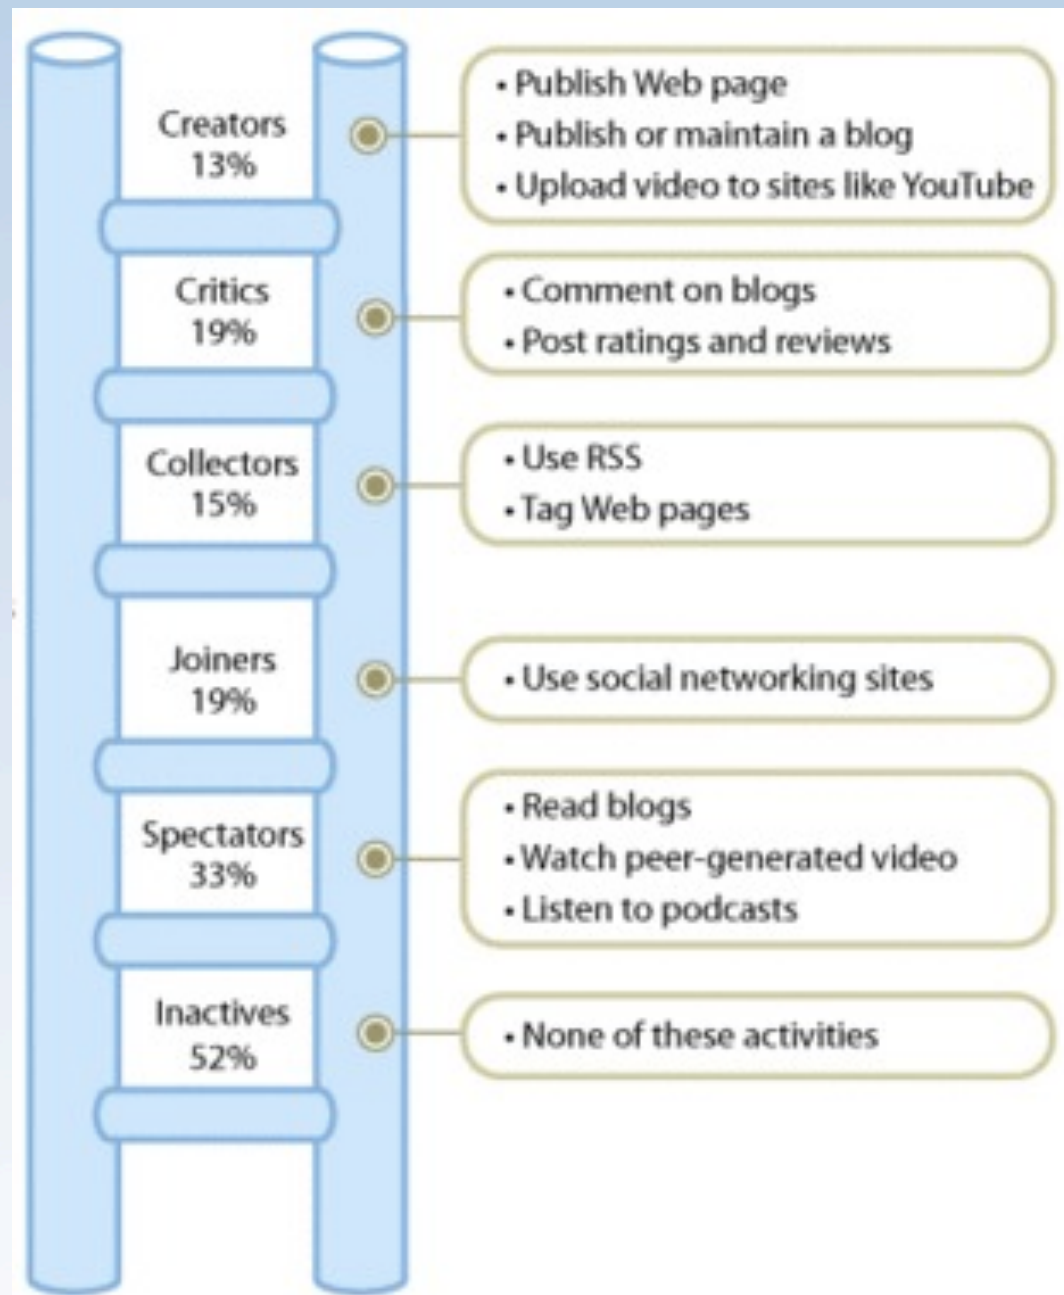 Creators
13%
• Publish Web page
• Publish or maintain a blog
• Upload video to sites like YouTube
Critics
19%
• Comment on blogs
• Post ratings and reviews
Collectors
15%
• Use RSS
• Tag Web pages
Joiners
19%
• Use social networking sites
Spectators
33%
• Read blogs
• Watch peer-generated video
• Listen to podcasts
Inactives
52%
• None of these activities